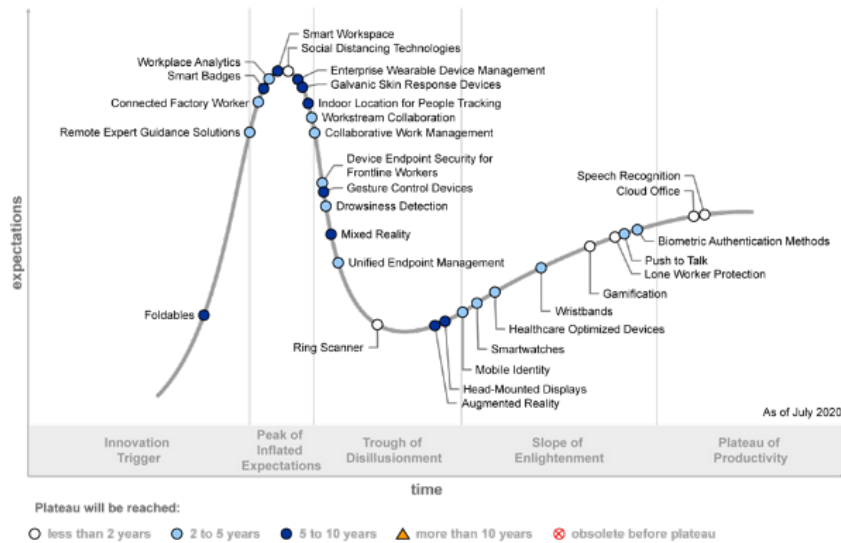 Smart Workspace
Social Distancing Technologies
Workplace Analytics
Smart Badges
Enterprise Wearable Device Management
Galvanic Skin Response Devices
Connected Factory Worker
Indoor Location for People Tracking
Workstream Collaboration
Remote Expert Guidance Solutions
Collaborative Work Management
Device Endpoint Security for
Frontline Workers
Gesture Control Devices
Drowsiness Detection
Mixed Reality
Unified Endpoint Management
Speech Recognition
Cloud Office
Biometric Authentication Methods
Push to Talk
Lone Worker Protection
Gamification
Wristbands
Healthcare Optimized Devices
Smartwatches
Mobile Identity
Head-Mounted Displays
Augmented Reality
Foldables
Ring Scanner
expectations
As of July 2020
Innovation
Trigger
Peak of
Inflated
Expectations
Trough of
Disillusionment
Slope of
Enlightenment
Plateau of
Productivity
time
Plateau will be reached:
less than 2 years
2 to 5 years
5 to 10 years
more than 10 years
obsolete before plateau